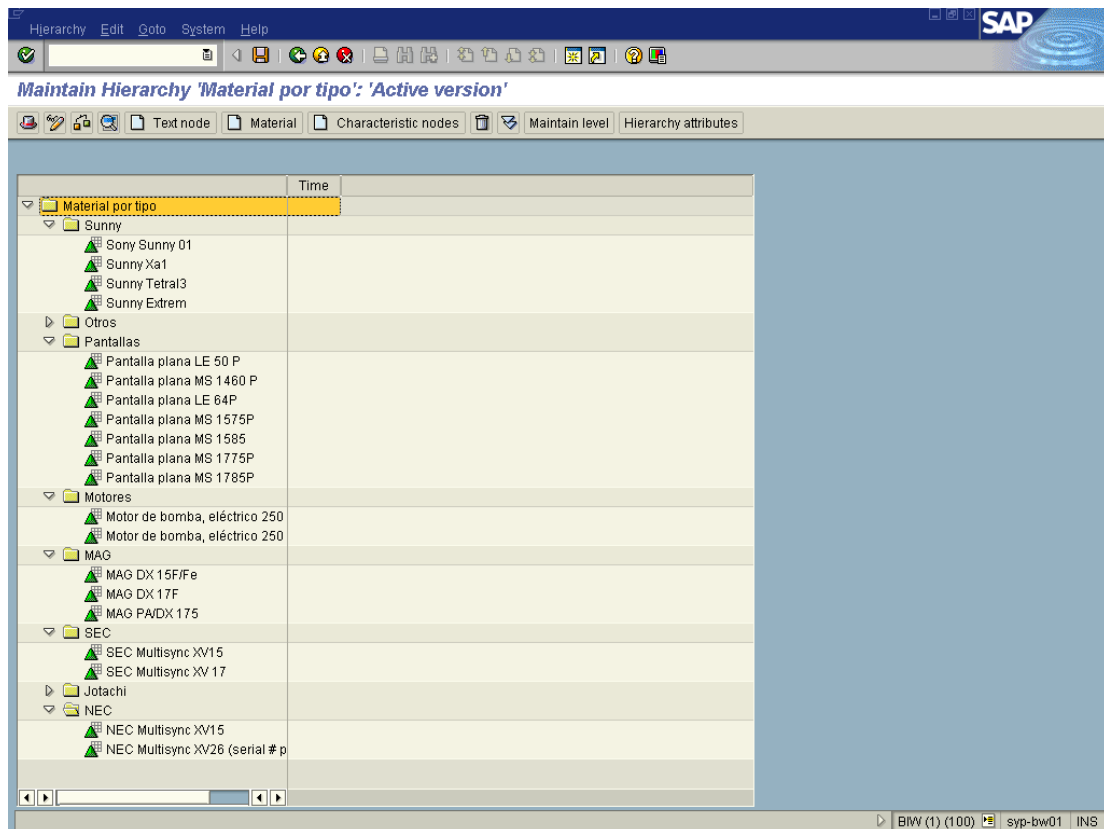 Hierarchy Edit Goto System Help
SAP
Maintain Hierarchy 'Material por tipo': 'Active version'
Text node Material Characteristic nodes Maintain level Hierarchy attributes
Time
Material por tipo
Sunny
Sony Sunny 01
Sunny Xa1
Sunny Tetral3
Sunny Extrem
Otros
Pantallas
Pantalla plana LE 50 P
Pantalla plana MS 1460 P
Pantalla plana LE 64P
Pantalla plana MS 1575P
Pantalla plana MS 1585
Pantalla plana MS 1775P
Pantalla plana MS 1785P
Motores
Motor de bomba, eléctrico 250
Motor de bomba, eléctrico 250
MAG
MAG DX 15F/Fe
MAG DX 17F
MAG PA/DX 175
SEC
SEC Multisync XV15
SEC Multisync XV 17
Jotachi
NEC
NEC Multisync XV15
NEC Multisync XV26 (serial # p
BIW (1) (100) syp-bw01 INS